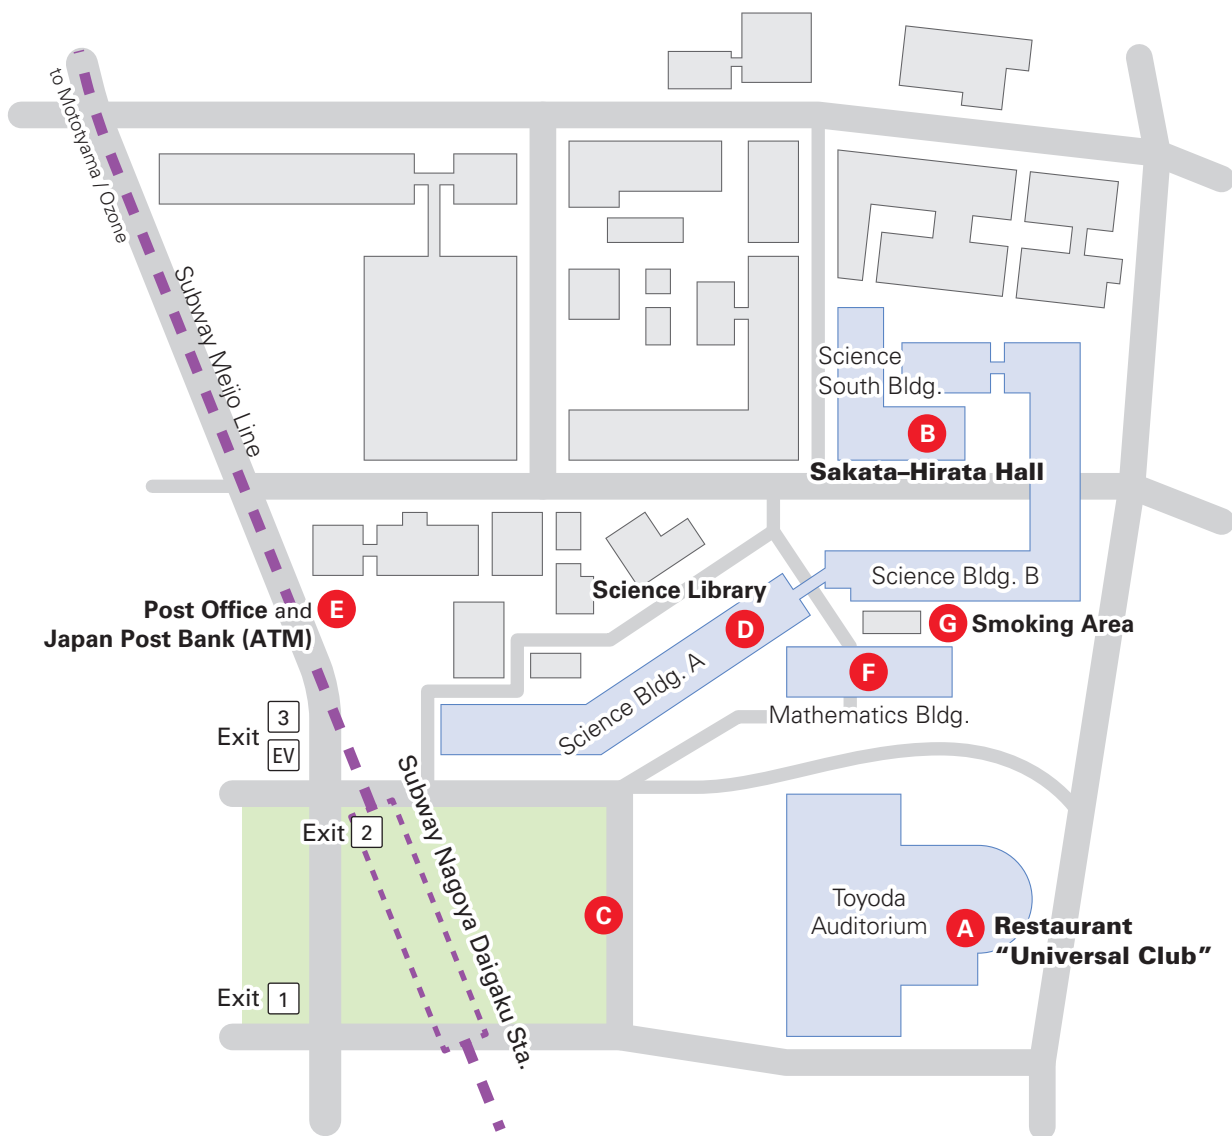 to Mototyama / Ozone
Subway Meijo Line
Science
South Bldg.
B
Sakata–Hirata Hall
Science Bldg. B
Science Library
D
Science Bldg. A
Post Office and
Japan Post Bank (ATM)
E
G
Smoking Area
F
Mathematics Bldg.
Exit
3
EV
Exit 2
Subway Nagoya Daigaku Sta.
C
Toyoda
Auditorium
A
Restaurant
“Universal Club”
Exit 1